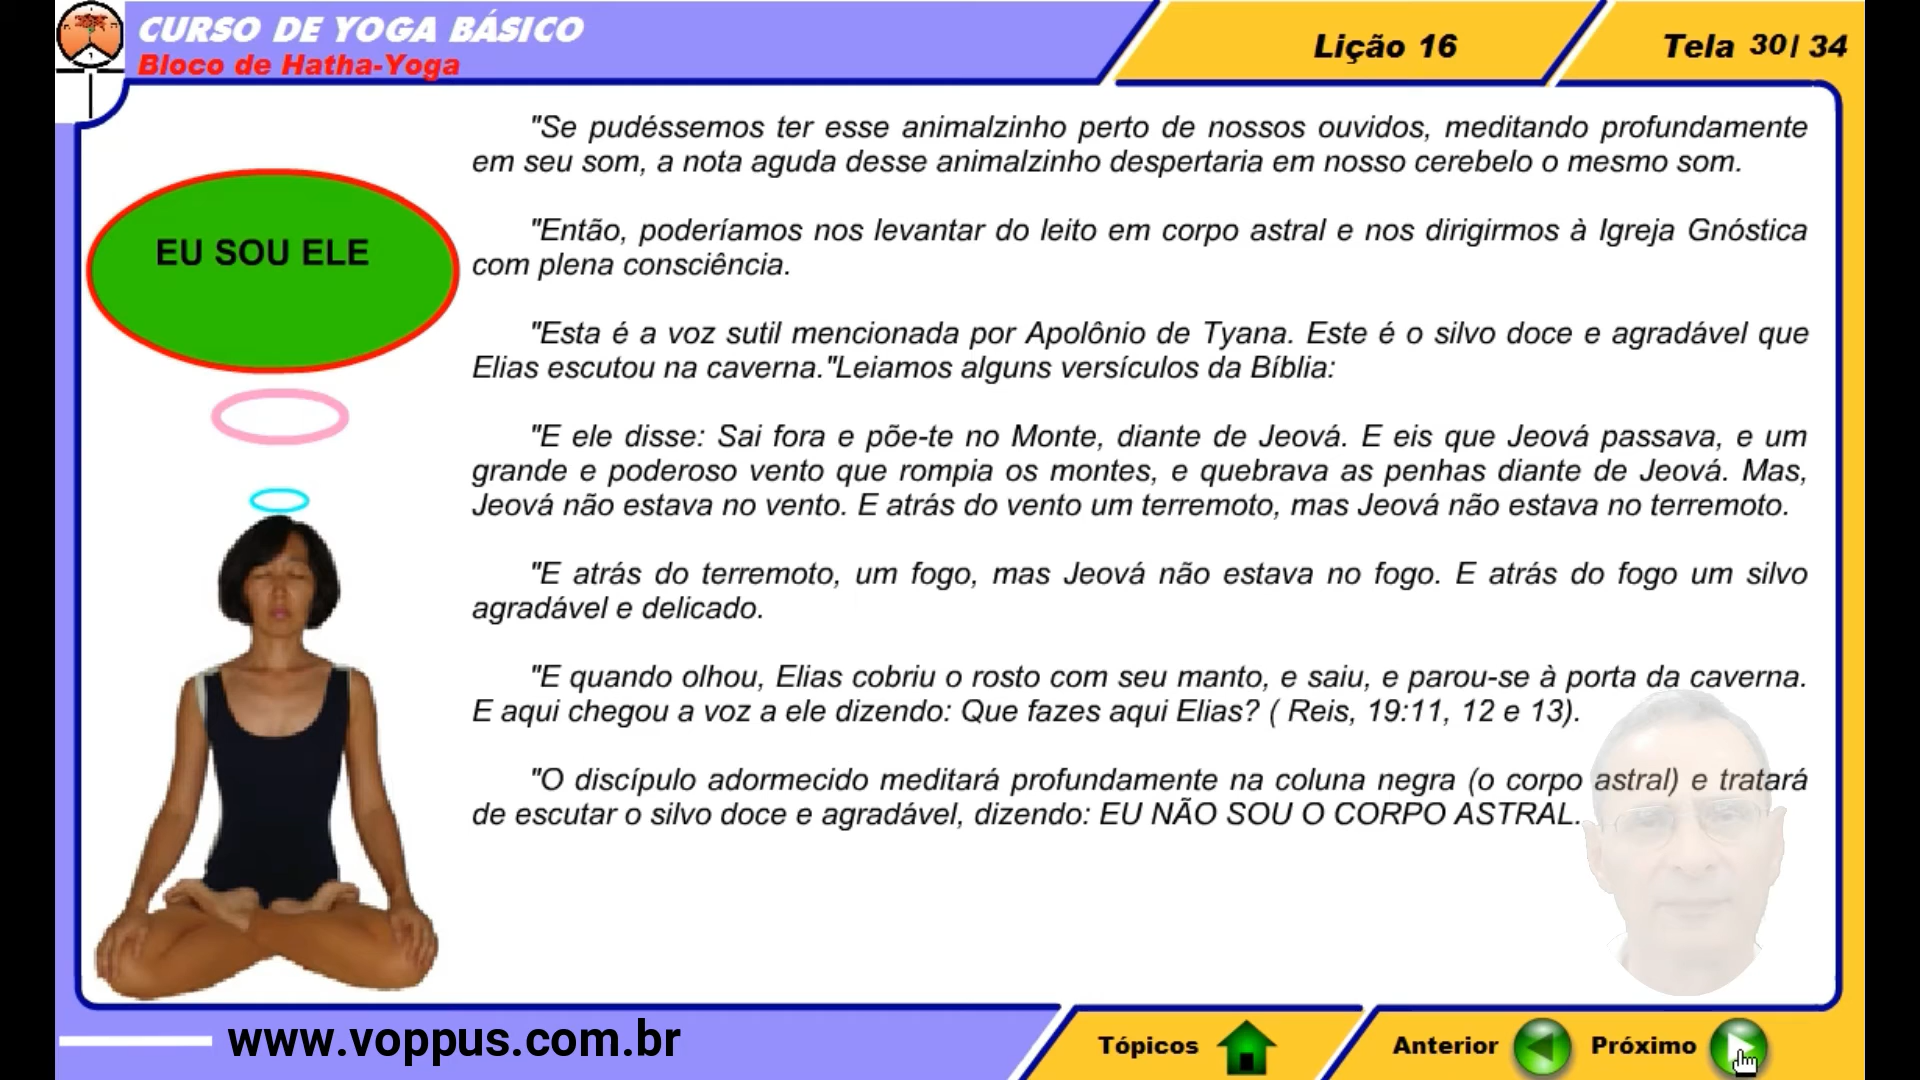 CURSO DE YOGA BÁSICO
Bloco de Hatha-Yoga
Lição 16
Tela 30/ 34
EU SOU ELE
"Se pudéssemos ter esse animalzinho perto de nossos ouvidos, meditando profundamente
em seu som, a nota aguda desse animalzinho despertaria em nosso cerebelo o mesmo som.
"Então, poderíamos nos levantar do leito em corpo astral e nos dirigirmos à Igreja Gnóstica
com plena consciência.
"Esta é a voz sutil mencionada por Apolônio de Tyana. Este é o silvo doce e agradável que
Elias escutou na caverna."Leiamos alguns versículos da Bíblia:
"E ele disse: Sai fora e põe-te no Monte, diante de Jeová. E eis que Jeová passava, e um
grande e poderoso vento que rompia os montes, e quebrava as penhas diante de Jeová. Mas,
Jeová não estava no vento. E atrás do vento um terremoto, mas Jeová não estava no terremoto.
"E atrás do terremoto, um fogo, mas Jeová não estava no fogo. E atrás do fogo um silvo
agradável e delicado.
"E quando olhou, Elias cobriu o rosto com seu manto, e saiu, e parou-se à porta da caverna.
E aqui chegou a voz a ele dizendo: Que fazes aqui Elias? ( Reis, 19:11, 12 e 13).
"O discípulo adormecido meditará profundamente na coluna negra (o corpo astral) e tratará
de escutar o silvo doce e agradável, dizendo: EU NÃO SOU O CORPO ASTRAL.
www.voppus.com.br
Tópicos
Anterior
Próximo